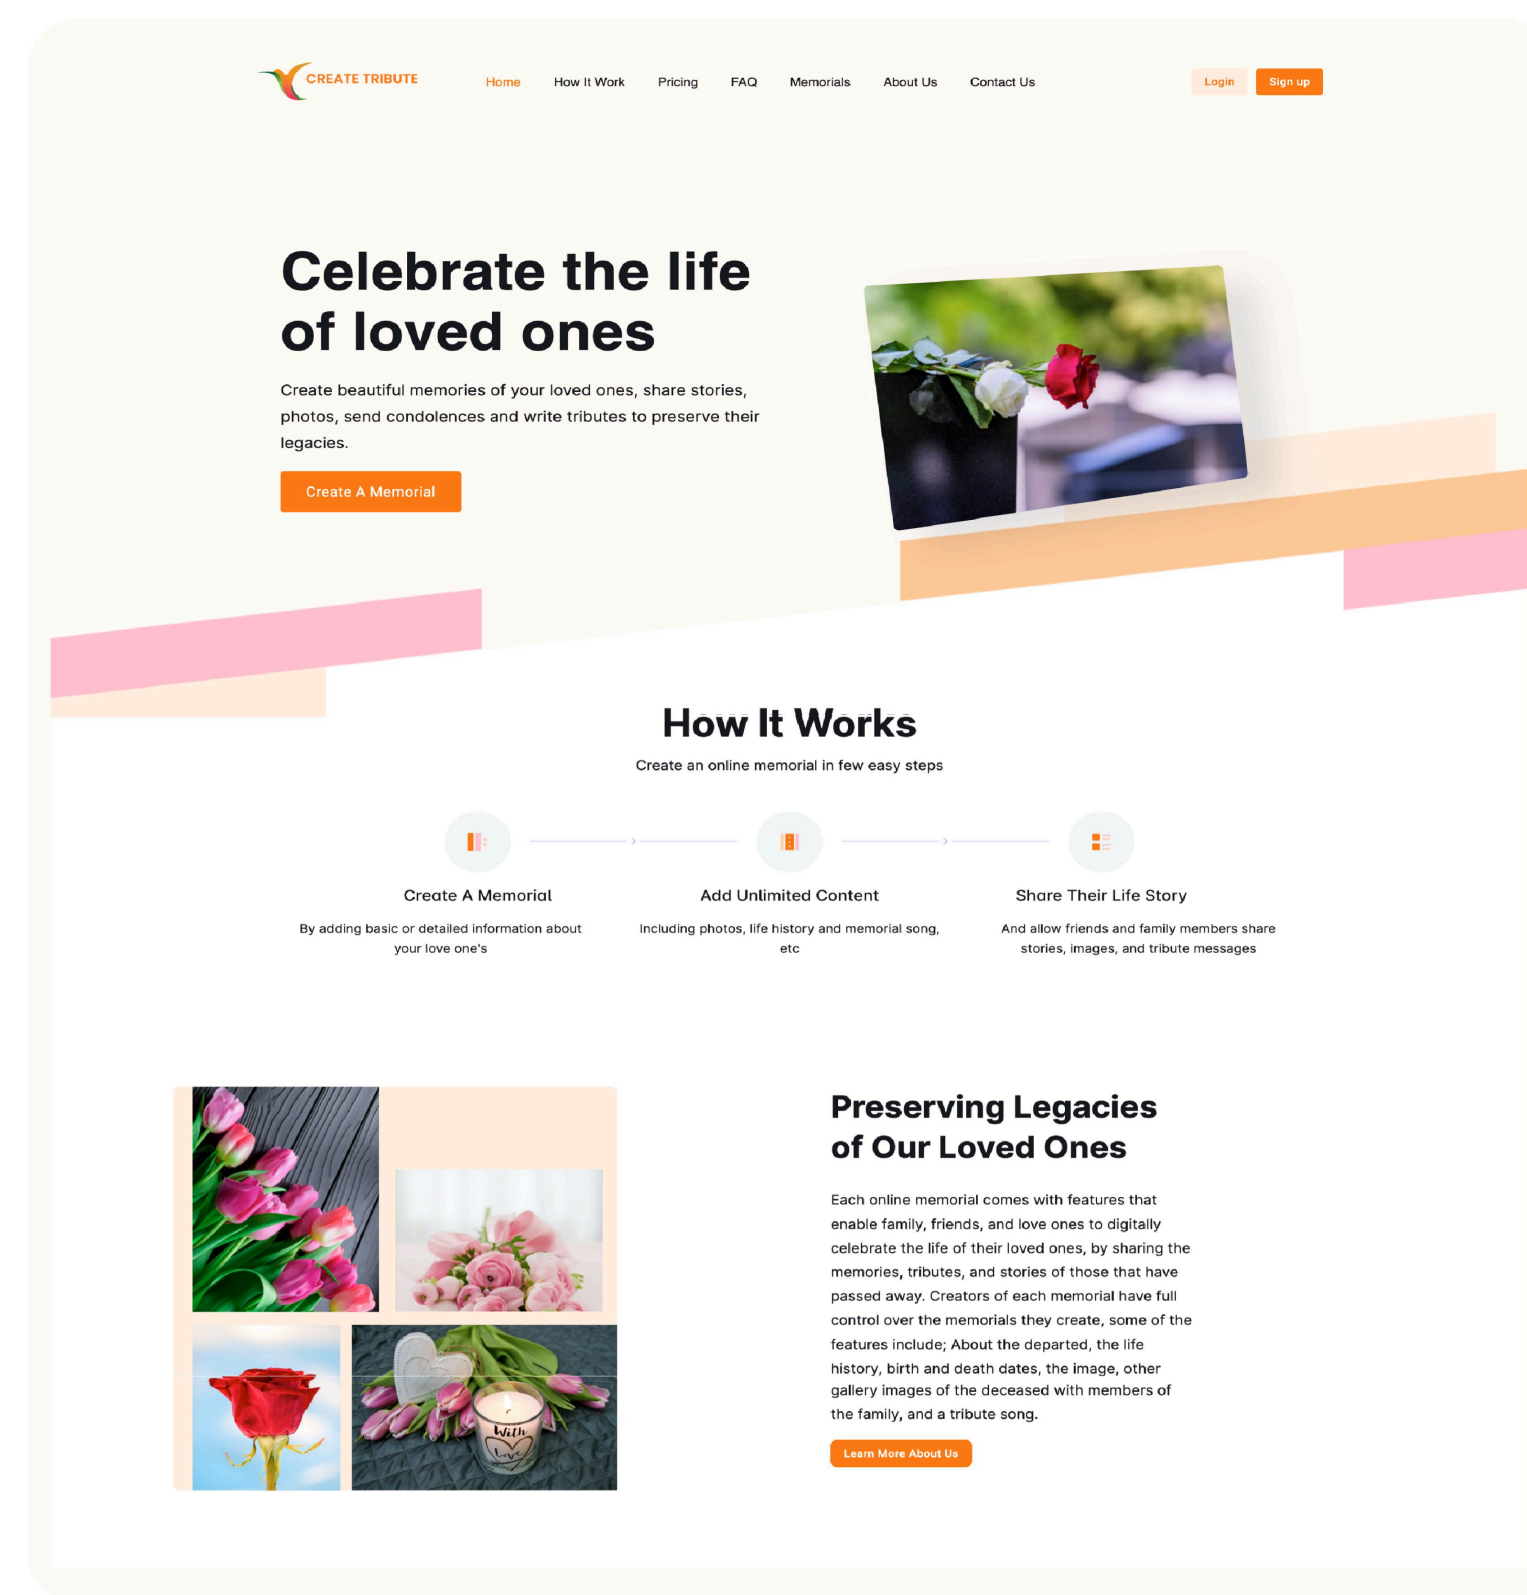 CREATE TRIBUTE
Home How It Work Pricing FAQ Memorials About Us Contact Us
Login Sign up
Celebrate the life
of loved ones
Create beautiful memories of your loved ones, share stories,
photos, send condolences and write tributes to preserve their
legacies.
Create A Memorial
How It Works
Create an online memorial in few easy steps
Create A Memorial
By adding basic or detailed information about
your love one's
Add Unlimited Content
Including photos, life history and memorial song,
etc
Share Their Life Story
And allow friends and family members share
stories, images, and tribute messages
With
Love
Preserving Legacies
of Our Loved Ones
Each online memorial comes with features that
enable family, friends, and love ones to digitally
celebrate the life of their loved ones, by sharing the
memories, tributes, and stories of those that have
passed away. Creators of each memorial have full
control over the memorials they create, some of the
features include; About the departed, the life
history, birth and death dates, the image, other
gallery images of the deceased with members of
the family, and a tribute song.
Learn More About Us